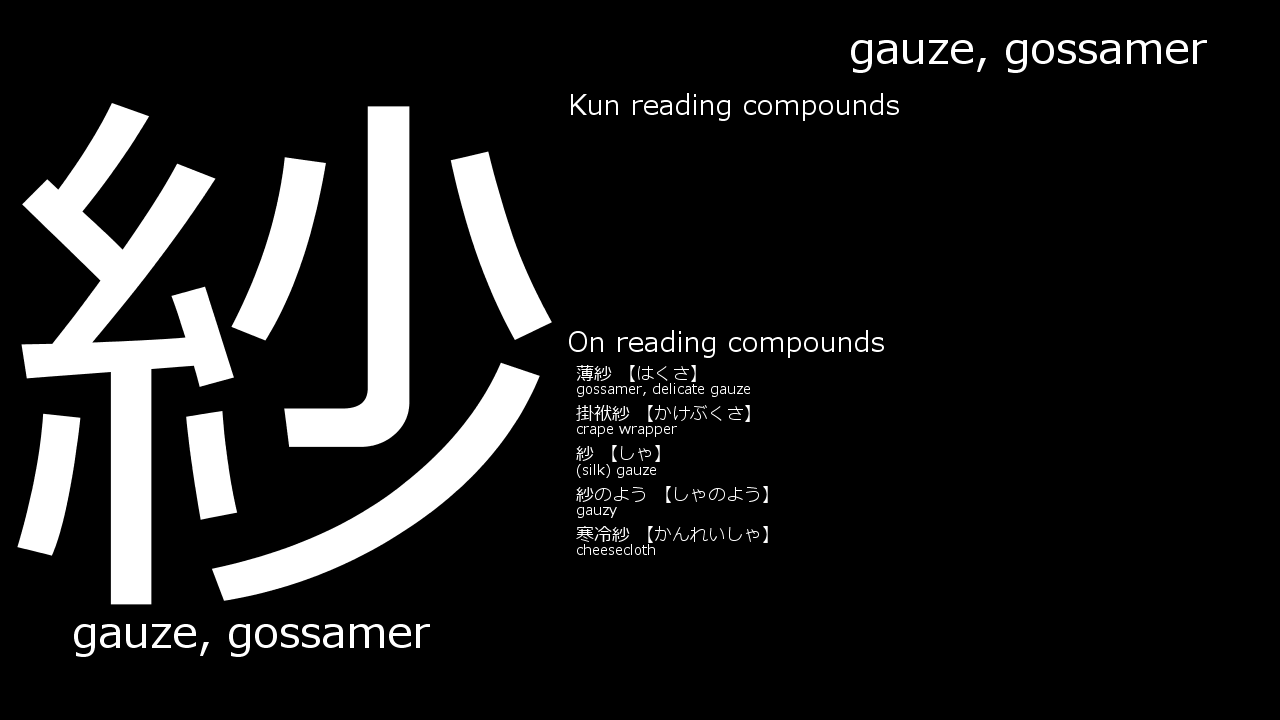 gauze, gossamer
Kun reading compounds
紗
On reading compounds
薄紗 【はくさ】
gossamer, delicate gauze
掛袱紗 【かけぶくさ】
crape wrapper
紗 【しゃ】
(silk) gauze
紗のよう 【しゃのよう】
gauzy
寒冷紗 【かんれいしゃ】
cheesecloth
gauze, gossamer